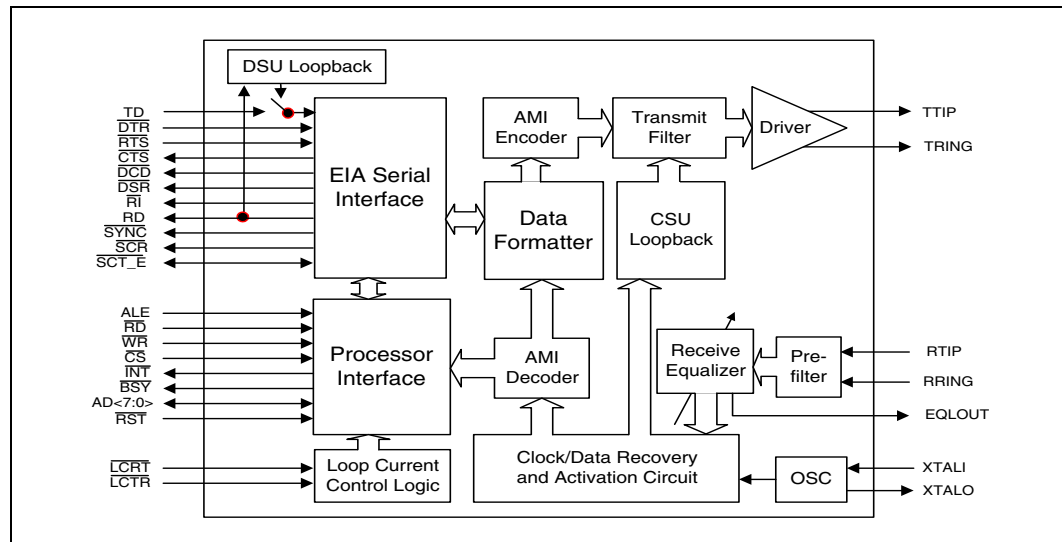 DSU Loopback
TD
DTR
RTS
CTS
DCD
DSR
RI
RD
SYNC
SCR
SCT_E
EIA Serial
Interface
AMI
Encoder
Transmit
Filter
Driver
TTIP
TRING
Data
Formatter
CSU
Loopback
ALE
RD
WR
CS
INT
BSY
AD<7:0>
RST
Processor
Interface
AMI
Decoder
Receive
Equalizer
Pre-
filter
RTIP
RRING
EQLOUT
LCRT
LCTR
Loop Current
Control Logic
Clock/Data Recovery
and Activation Circuit
OSC
XTALI
XTALO